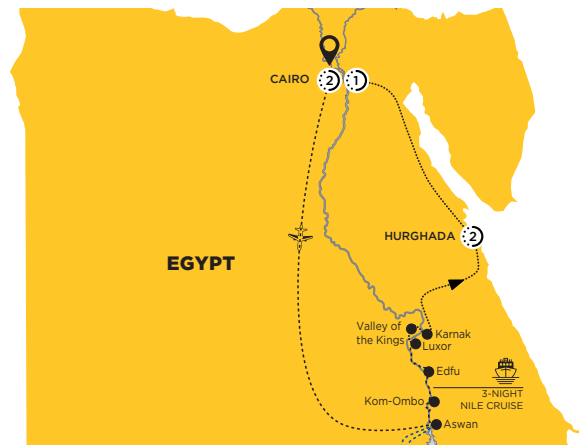 CAIRO
2
1
HURGHADA
2
EGYPT
Valley of
the Kings
Karnak
Luxor
Edfu
3-NIGHT
NILE CRUISE
Kom-Ombo
Aswan